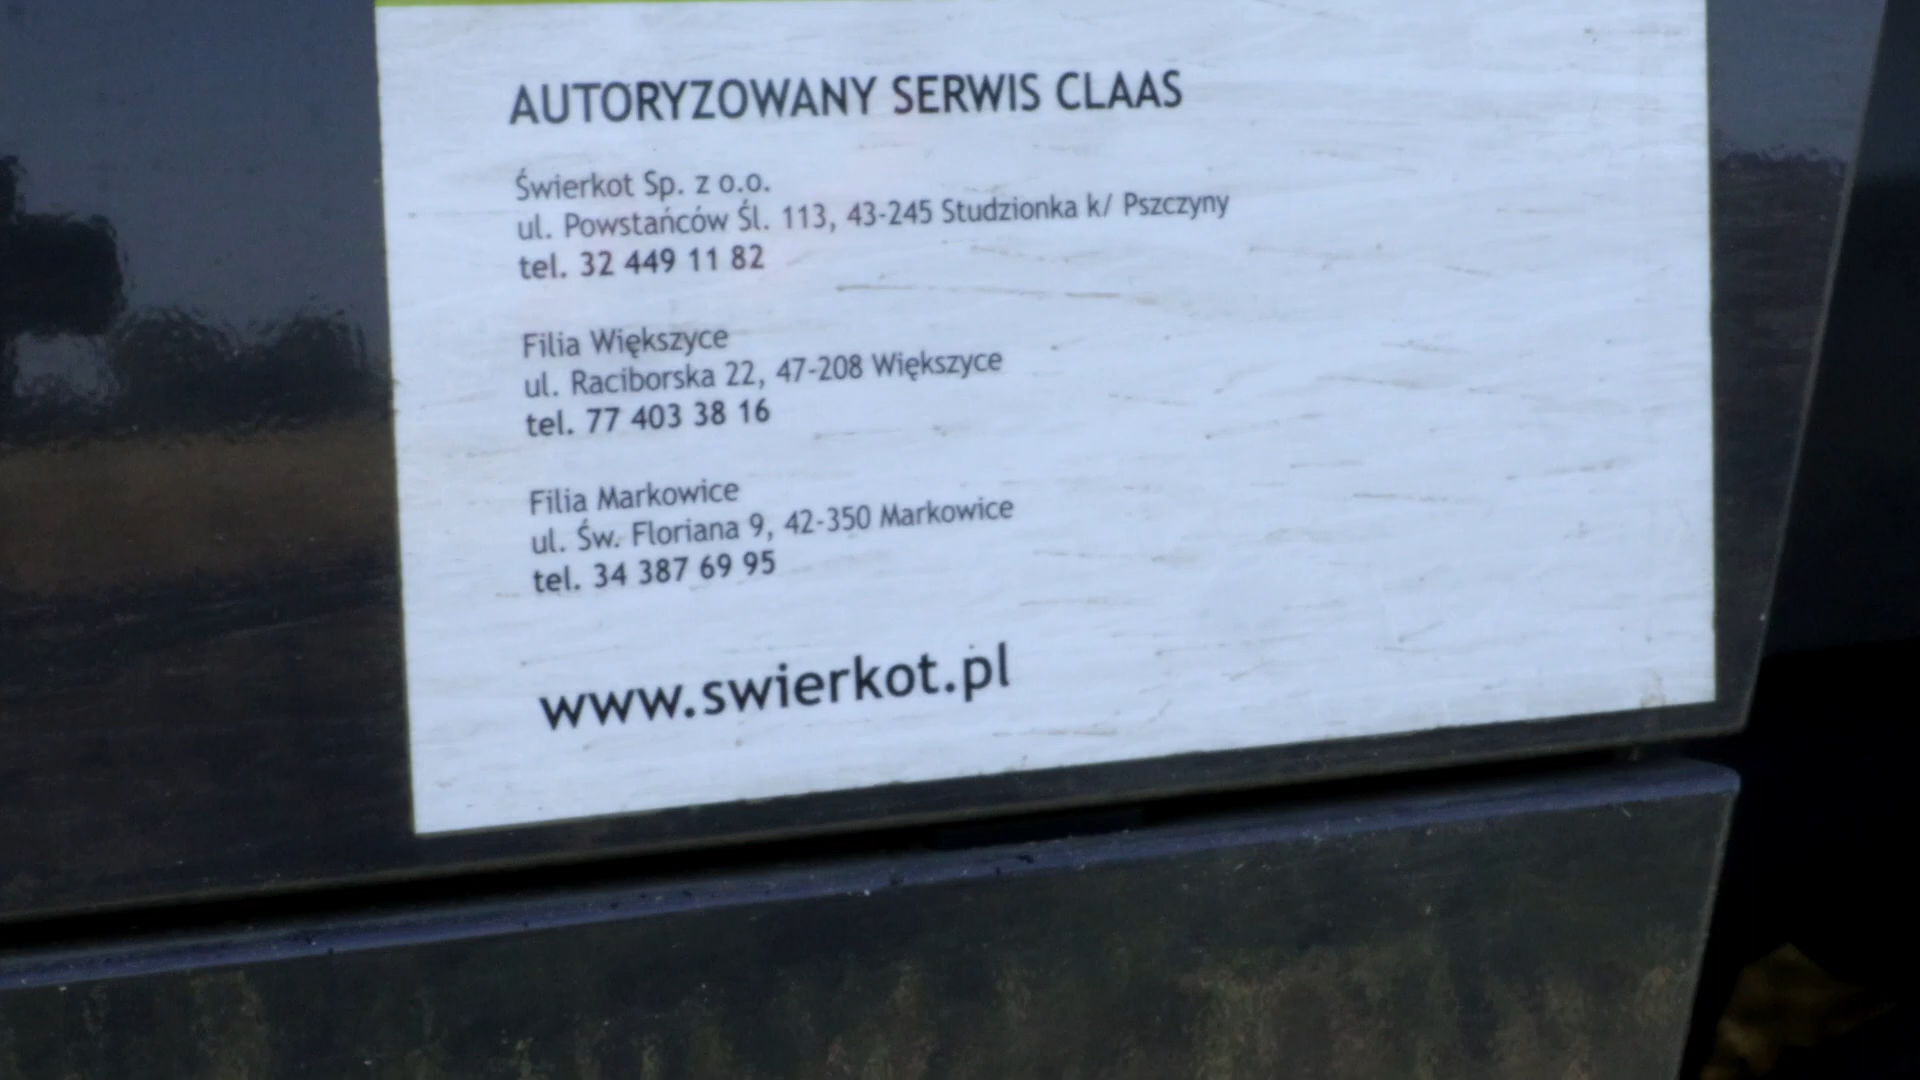 AUTORYZOWANY SERWIS CLAAS
Świerkot Sp. z o.o.
ul. Powstańców Śl. 113, 43-245 Studzionka k/ Pszczyny
tel. 32 449 11 82
Filia Większyce
ul. Raciborska 22, 47-208 Większyce
tel. 77 403 38 16
Filia Markowice
ul. Św. Floriana 9, 42-350 Markowice
tel. 34 387 69 95
www.swierkot.pl